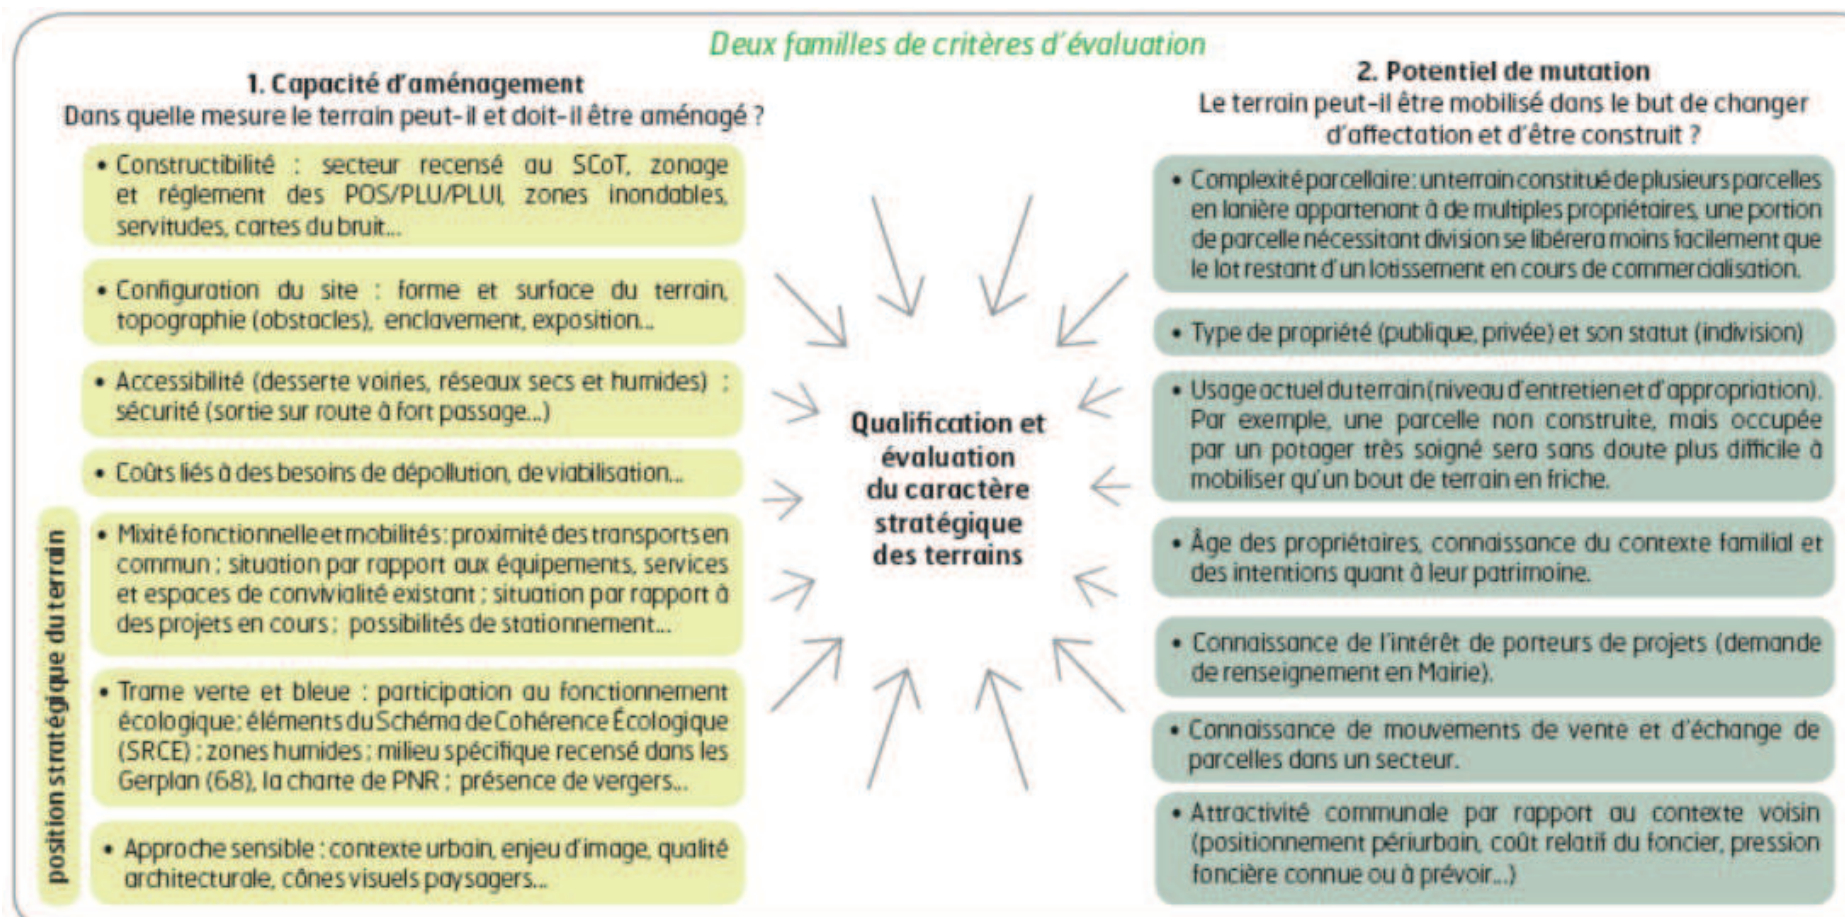 Deux familles de critères d'évaluation
1. Capacité d'aménagement
Dans quelle mesure le terrain peut-il et doit-il être aménagé ?
• Constructibilité : secteur recensé au SCoT, zonage
et réglement des POS/PLU/PLUI, zones inondables,
servitudes, cartes du bruit...
• Configuration du site : forme et surface du terrain,
topographie (obstacles), enclavement, exposition...
• Accessibilité (desserte voiries, réseaux secs et humides) ;
sécurité (sortie sur route à fort passage...)
• Coûts liés à des besoins de dépollution, de viabilisation...
position stratégique du terrain
• Mixité fonctionnelle et mobilités : proximité des transports en
commun ; situation par rapport aux équipements, services
et espaces de convivialité existant ; situation par rapport à
des projets en cours ; possibilités de stationnement...
• Trame verte et bleue : participation au fonctionnement
écologique; éléments du Schéma de Cohérence Écologique
(SRCE) ; zones humides ; milieu spécifique recensé dans les
Gerplan (68), la charte de PNR ; présence de vergers...
• Approche sensible : contexte urbain, enjeu d'image, qualité
architecturale, cônes visuels paysagers...
Qualification et
évaluation
du caractère
stratégique
des terrains
2. Potentiel de mutation
Le terrain peut-il être mobilisé dans le but de changer
d'affectation et d'être construit ?
• Complexité parcellaire : un terrain constitué de plusieurs parcelles
en lanière appartenant à de multiples propriétaires, une portion
de parcelle nécessitant division se libérera moins facilement que
le lot restant d'un lotissement en cours de commercialisation.
• Type de propriété (publique, privée) et son statut (indivision)
• Usage actuel du terrain (niveau d'entretien et d'appropriation).
Par exemple, une parcelle non construite, mais occupée
par un potager très soigné sera sans doute plus difficile à
mobiliser qu'un bout de terrain en friche.
• Âge des propriétaires, connaissance du contexte familial et
des intentions quant à leur patrimoine.
• Connaissance de l'intérêt de porteurs de projets (demande
de renseignement en Mairie).
• Connaissance de mouvements de vente et d'échange de
parcelles dans un secteur.
• Attractivité communale par rapport au contexte voisin
(positionnement périurbain, coût relatif du foncier, pression
foncière connue ou à prévoir...)